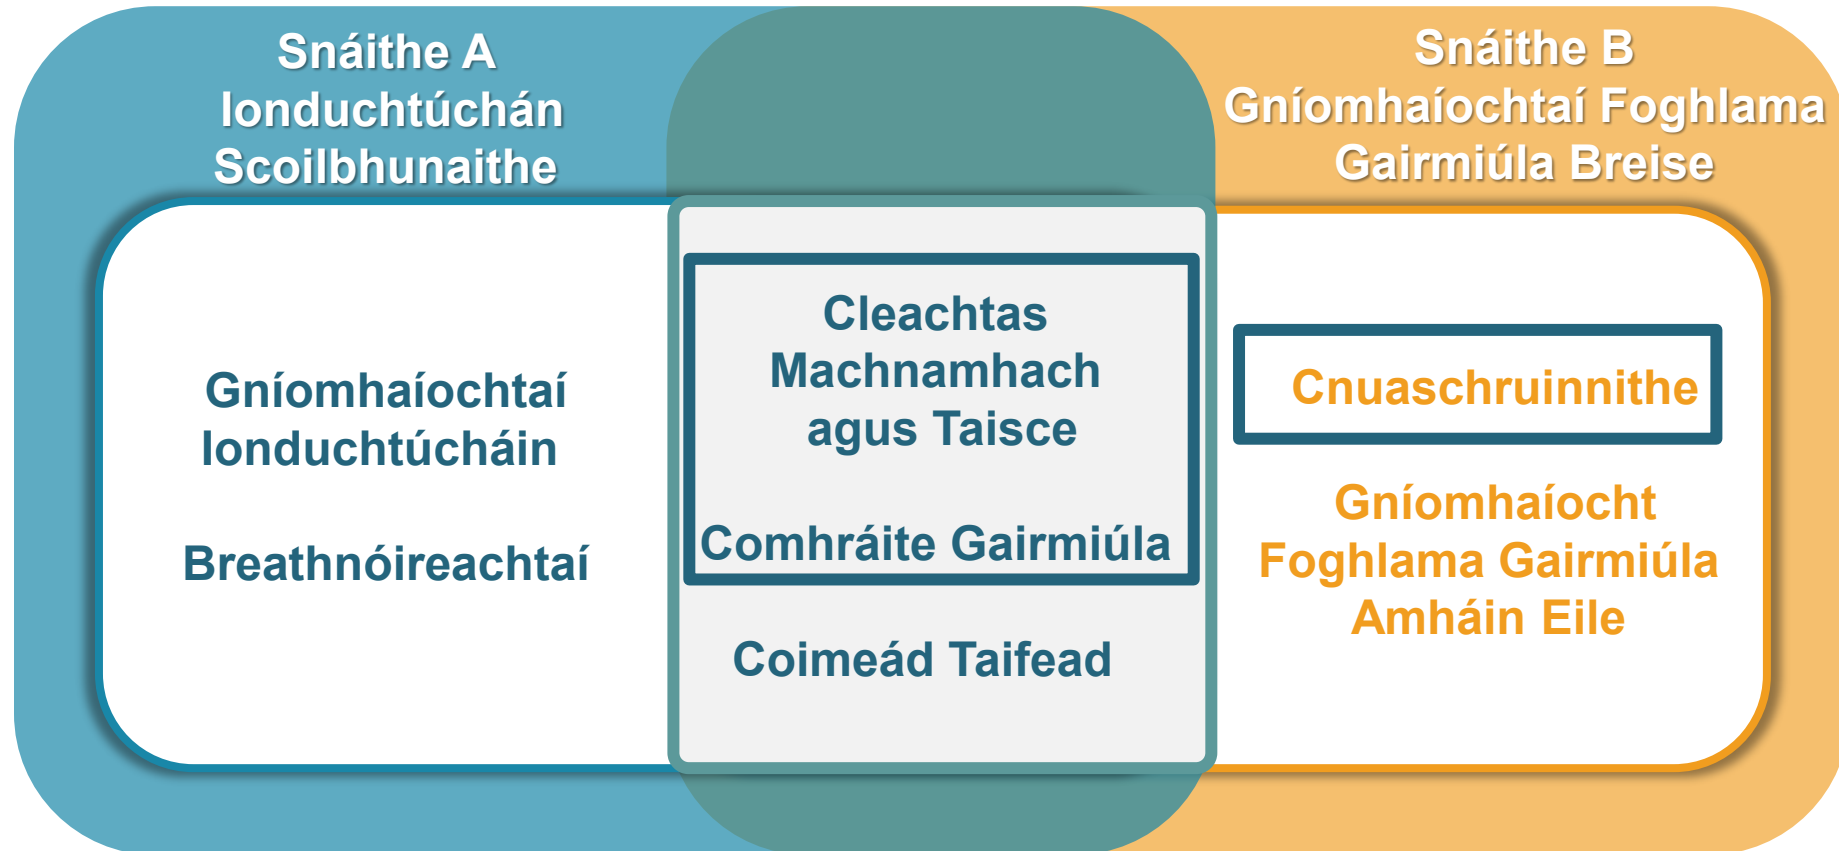 Snáithe A
Ionduchtúchán
Scoilbhunaithe
Gníomhaíochtaí
Ionduchtúcháin
Breathnóireachtaí
Cleachtas
Machnamhach
agus Taisce
Comhráite Gairmiúla
Coimeád Taifead
Snáithe B
Gníomhaíochtaí Foghlama
Gairmiúla Breise
Cnuaschruinnithe
Gníomhaíocht
Foghlama Gairmiúla
Amháin Eile